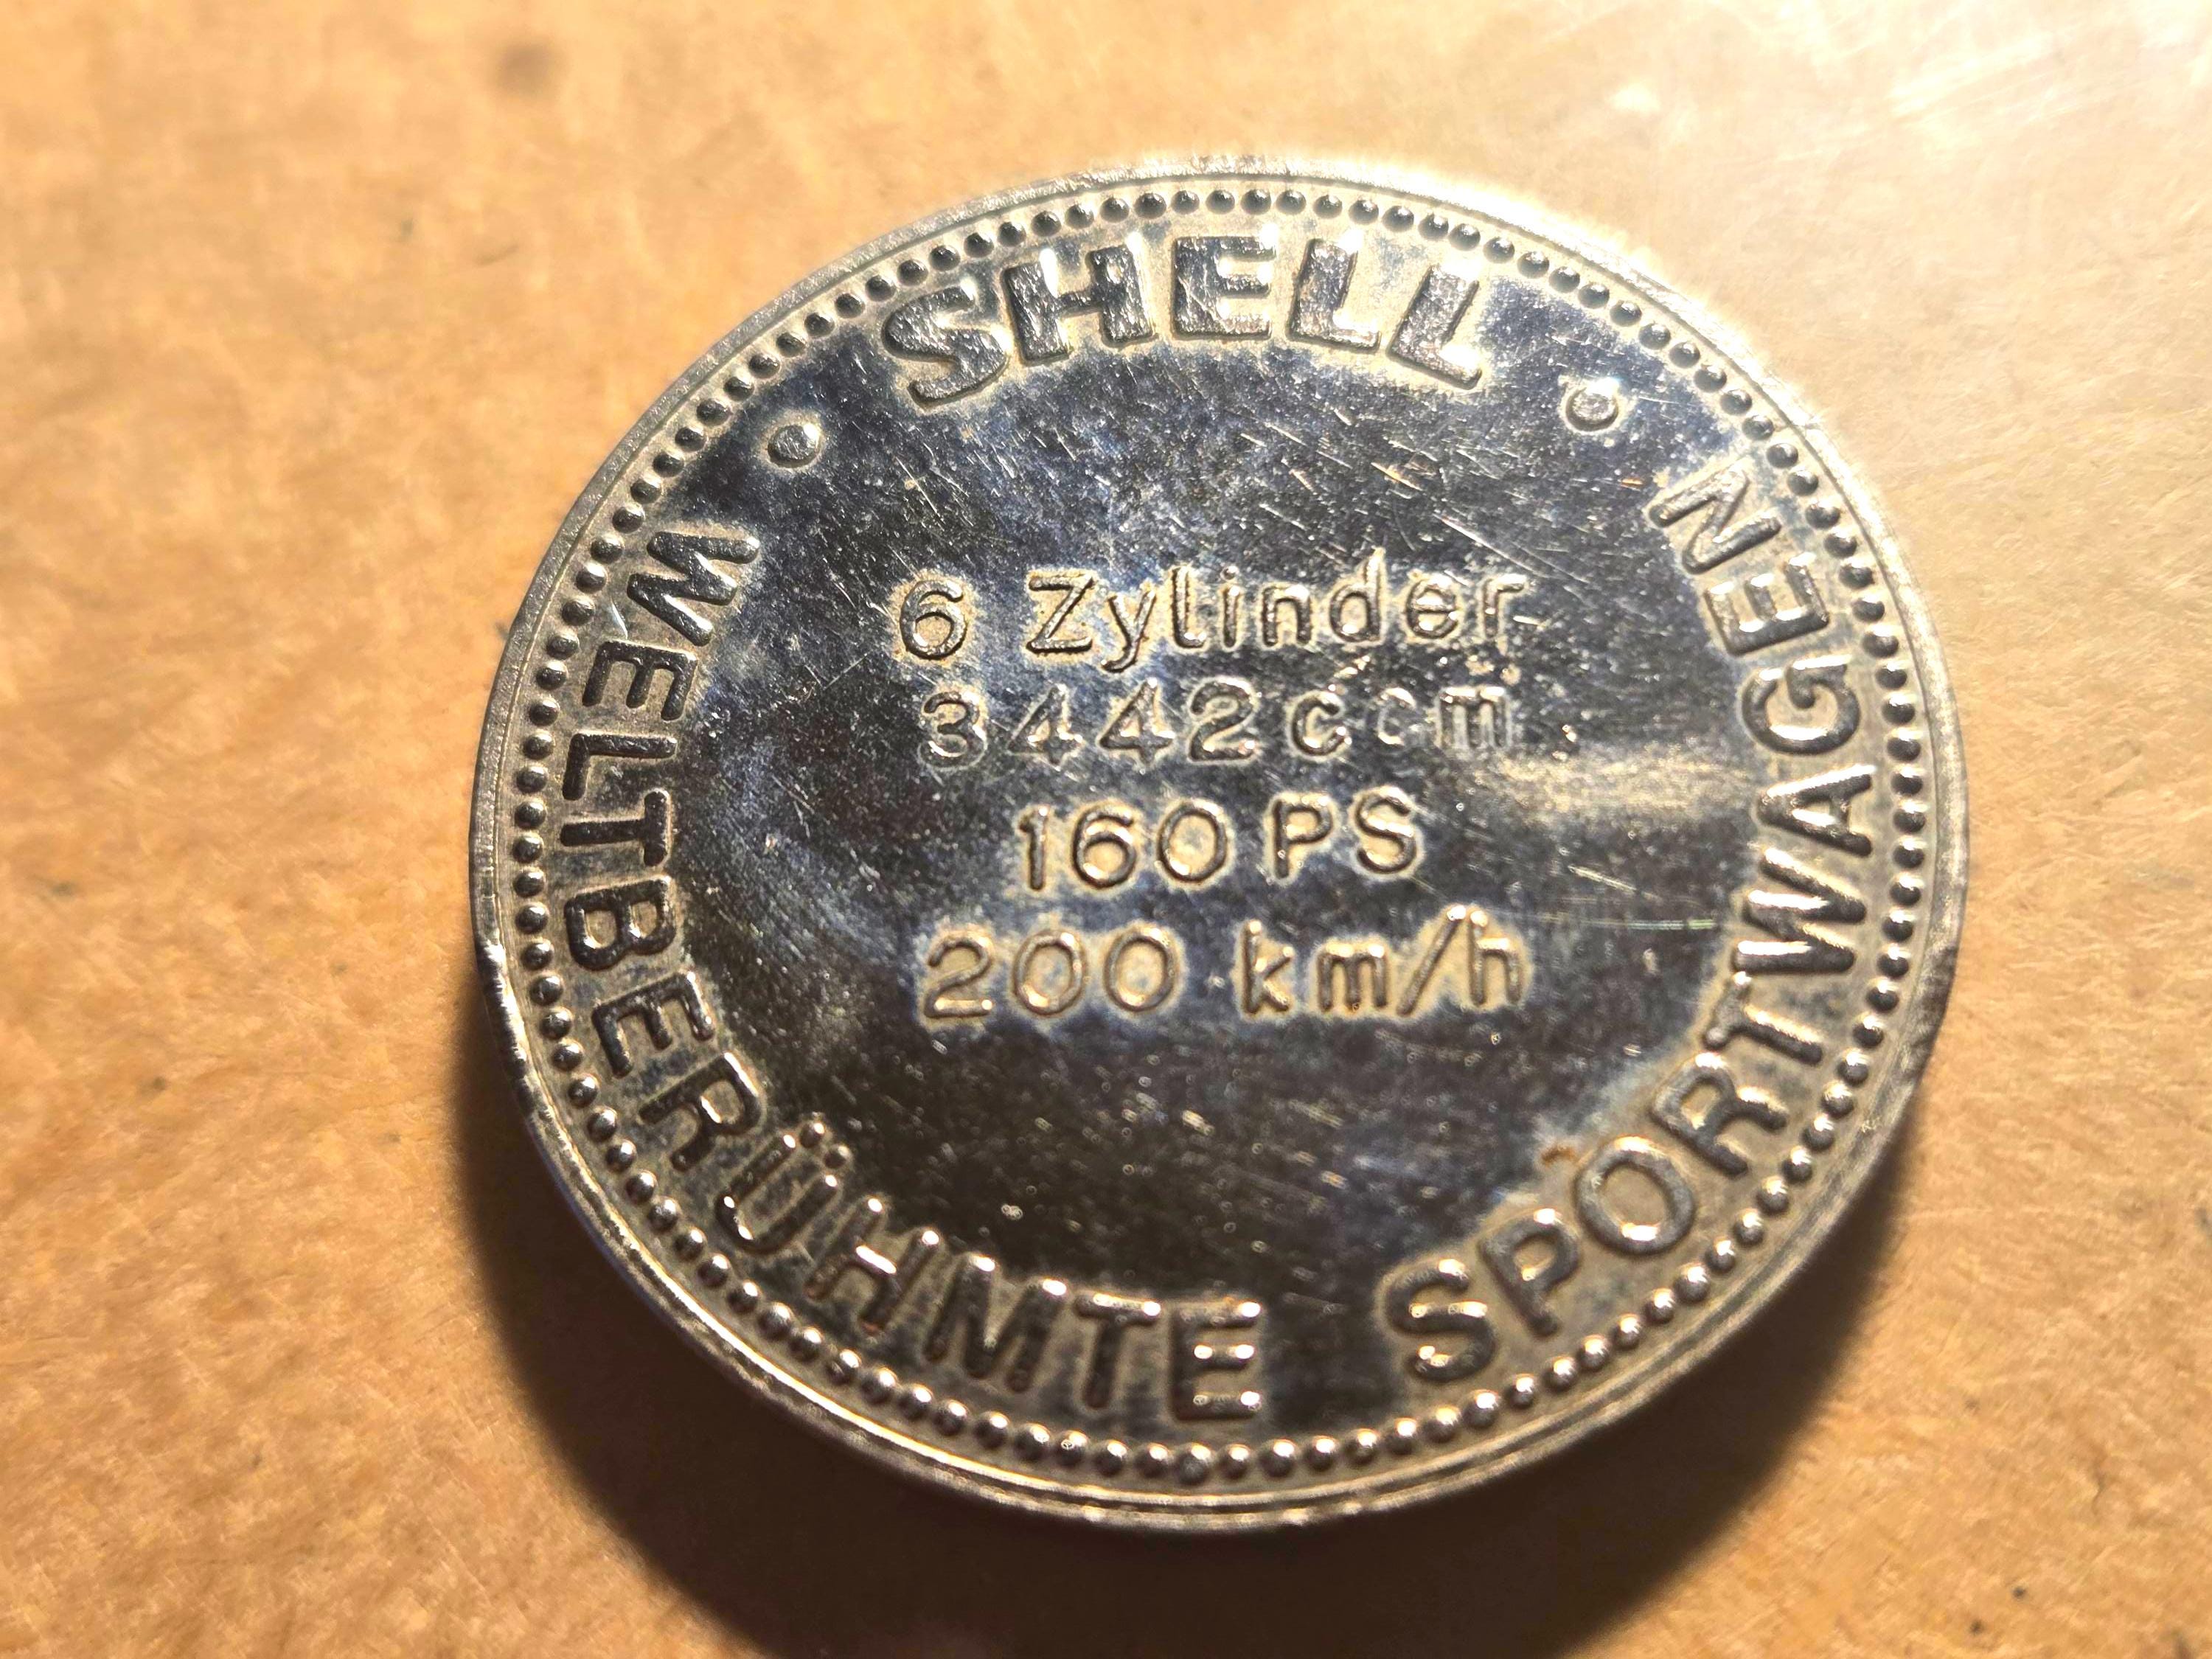 • SHELL •
WELTBERÜHMTE SPORTWAGEN
6 Zylinder
3442 ccm
160 PS
200 km/h